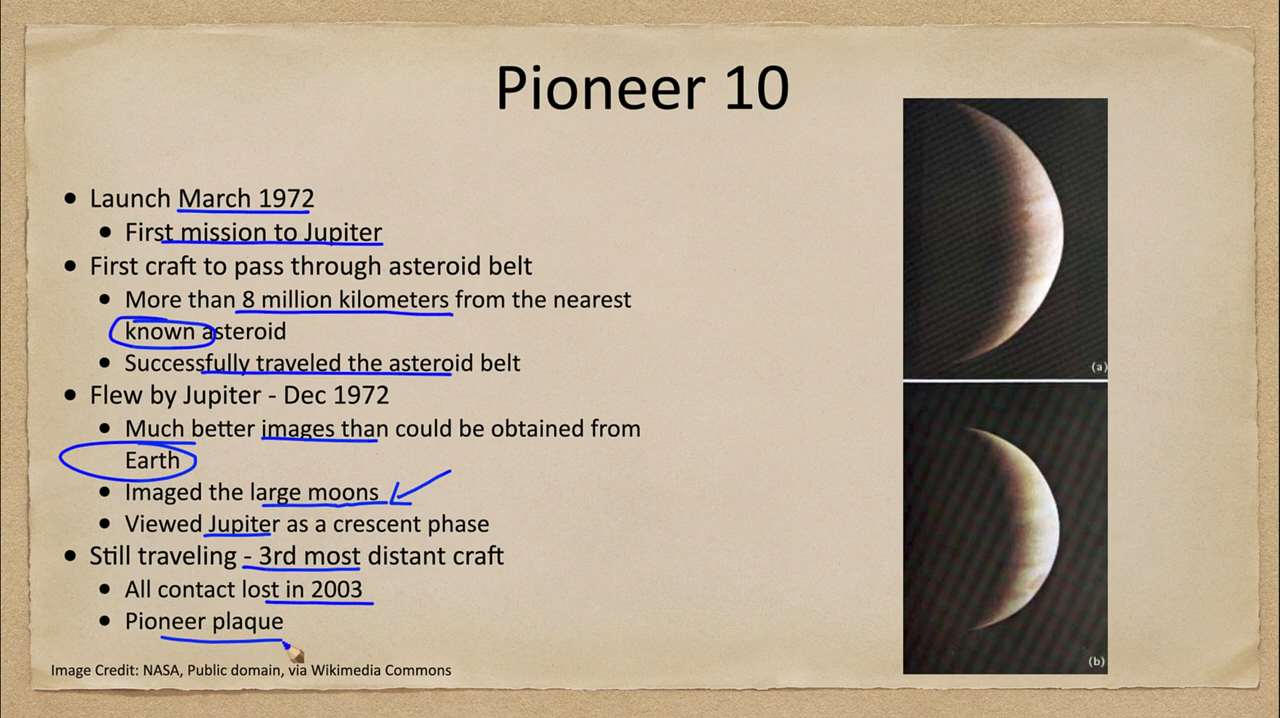 Pioneer 10
• Launch March 1972
• First mission to Jupiter
• First craft to pass through asteroid belt
• More than 8 million kilometers from the nearest
known asteroid
• Successfully traveled the asteroid belt
• Flew by Jupiter - Dec 1972
• Much better images than could be obtained from
Earth
• Imaged the large moons
• Viewed Jupiter as a crescent phase
• Still traveling - 3rd most distant craft
• All contact lost in 2003
• Pioneer plaque
Image Credit: NASA, Public domain, via Wikimedia Commons
(a)
(b)